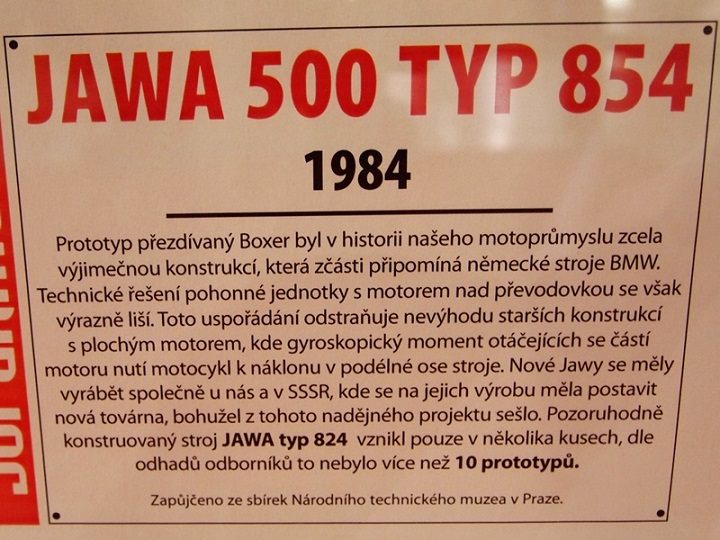 JAWA 500 TYP 854
1984
Prototyp přezdívaný Boxer byl v historii našeho motoprůmyslu zcela
výjimečnou konstrukcí, která zčásti připomíná německé stroje BMW.
Technické řešení pohonné jednotky s motorem nad převodovkou se však
výrazně liší. Toto uspořádání odstraňuje nevýhodu starších konstrukcí
s plochým motorem, kde gyroskopický moment otáčejících se částí
motoru nutí motocykl k náklonu v podélné ose stroje. Nové Jawy se měly
vyrábět společně u nás a v SSSR, kde se na jejich výrobu měla postavit
nová továrna, bohužel z tohoto nadějného projektu sešlo. Pozoruhodně
konstruovaný stroj JAWA typ 824 vznikl pouze v několika kusech, dle
odhadů odborníků to nebylo více než 10 prototypů.
Zapůjčeno ze sbírek Národního technického muzea v Praze.